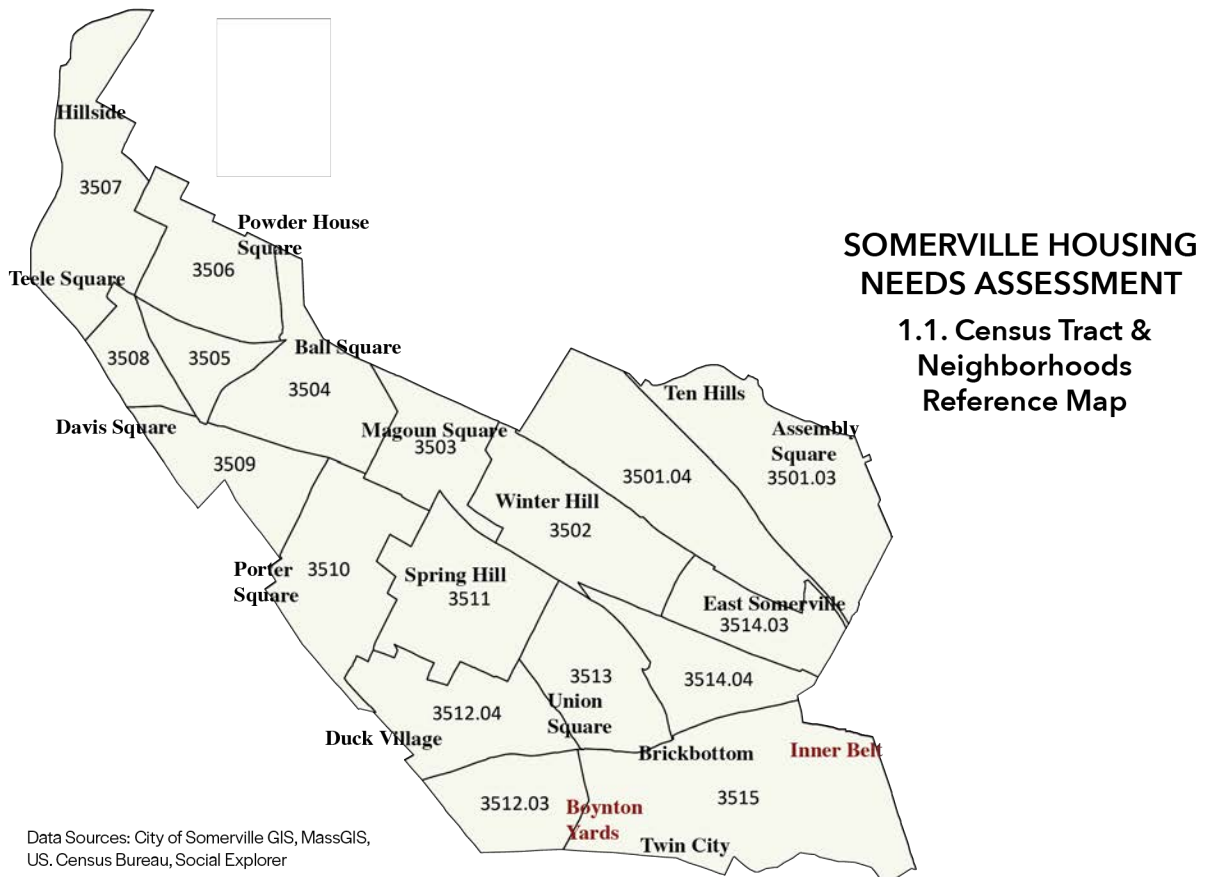 Hillside
3507
Powder House
Square
3506
Teele Square
3508
3505
Ball Square
3504
Davis Square
Magoun Square
3503
3509
Ten Hills
Assembly
Square
3501.03
3501.04
Winter Hill
3502
Porter
Square
3510
Spring Hill
3511
East Somerville
3514.03
3513
Union
Square
3514.04
3512.04
Duck Village
Brickbottom
Inner Belt
3512.03
Boynton
Yards
3515
Twin City
SOMERVILLE HOUSING
NEEDS ASSESSMENT
1.1. Census Tract &
Neighborhoods
Reference Map
Data Sources: City of Somerville GIS, MassGIS,
US. Census Bureau, Social Explorer